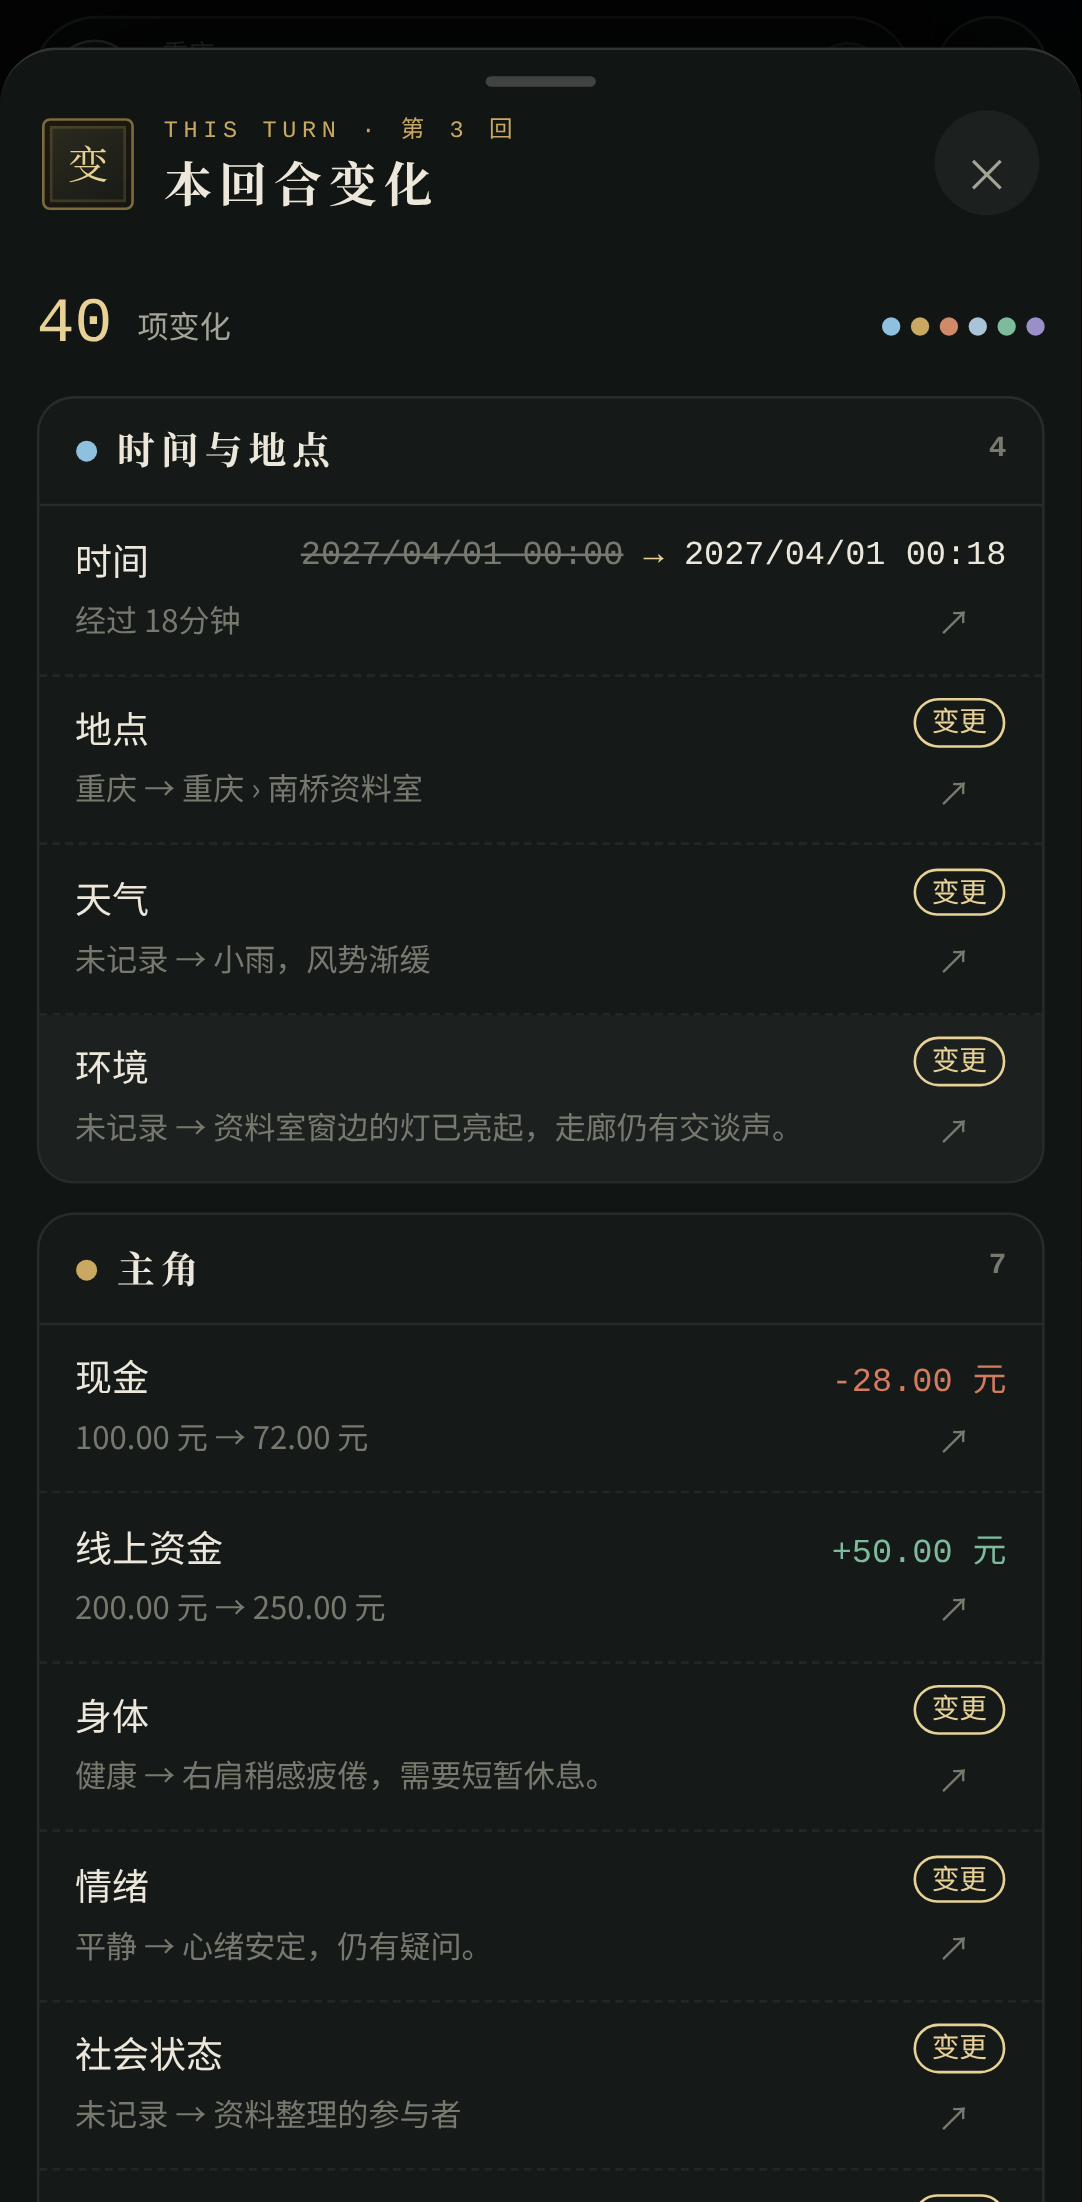 变
THIS TURN · 第 3 回
本回合变化
40 项变化
时间与地点 4
时间 2027/04/01 00:00 → 2027/04/01 00:18
经过 18分钟 ↗
地点 变更
重庆 → 重庆 › 南桥资料室 ↗
天气 变更
未记录 → 小雨，风势渐缓 ↗
环境 变更
未记录 → 资料室窗边的灯已亮起，走廊仍有交谈声。 ↗
主角 7
现金 -28.00 元
100.00 元 → 72.00 元 ↗
线上资金 +50.00 元
200.00 元 → 250.00 元 ↗
身体 变更
健康 → 右肩稍感疲倦，需要短暂休息。 ↗
情绪 变更
平静 → 心绪安定，仍有疑问。 ↗
社会状态 变更
未记录 → 资料整理的参与者 ↗